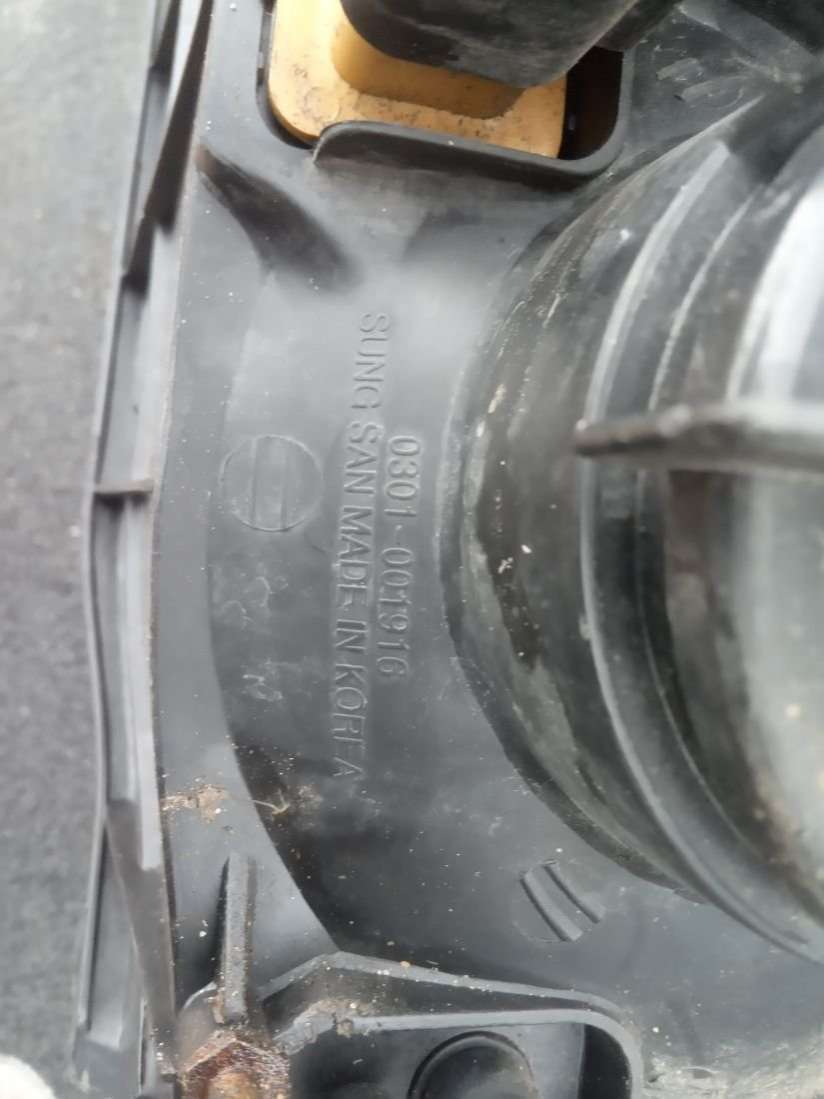 0301-001916
SUNG SAN MADE IN KOREA